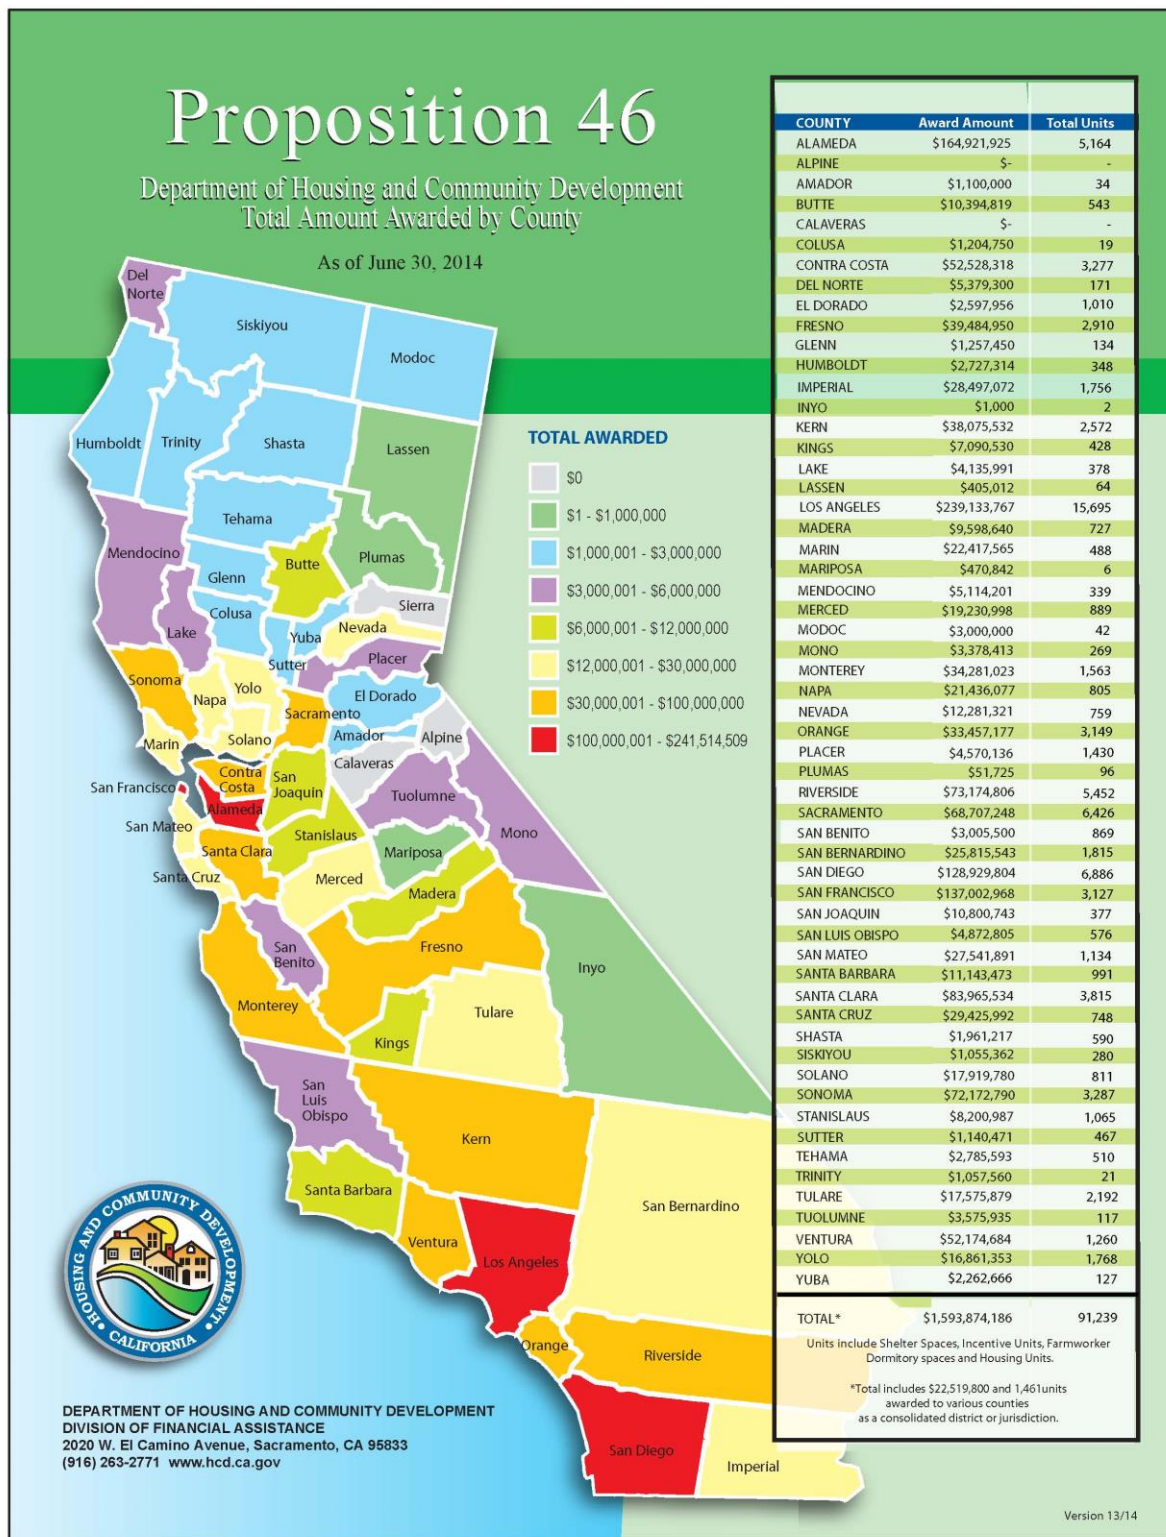 Proposition 46
Department of Housing and Community Development
Total Amount Awarded by County
As of June 30, 2014
COUNTY Award Amount Total Units
ALAMEDA $164,921,925 5,164
ALPINE $- -
AMADOR $1,100,000 34
BUTTE $10,394,819 543
CALAVERAS $- -
COLUSA $1,204,750 19
CONTRA COSTA $52,528,318 3,277
DEL NORTE $5,379,300 171
EL DORADO $2,597,956 1,010
FRESNO $39,484,950 2,910
GLENN $1,257,450 134
HUMBOLDT $2,727,314 348
IMPERIAL $28,497,072 1,756
INYO $1,000 2
KERN $38,075,532 2,572
KINGS $7,090,530 428
LAKE $4,135,991 378
LASSEN $405,012 64
LOS ANGELES $239,133,767 15,695
MADERA $9,598,640 727
MARIN $22,417,565 488
MARIPOSA $470,842 6
MENDOCINO $5,114,201 339
MERCED $19,230,998 889
MODOC $3,000,000 42
MONO $3,378,413 269
MONTEREY $34,281,023 1,563
NAPA $21,436,077 805
NEVADA $12,281,321 759
ORANGE $33,457,177 3,149
PLACER $4,570,136 1,430
PLUMAS $51,725 96
RIVERSIDE $73,174,806 5,452
SACRAMENTO $68,707,248 6,426
SAN BENITO $3,005,500 869
SAN BERNARDINO $25,815,543 1,815
SAN DIEGO $128,929,804 6,886
SAN FRANCISCO $137,002,968 3,127
SAN JOAQUIN $10,800,743 377
SAN LUIS OBISPO $4,872,805 576
SAN MATEO $27,541,891 1,134
SANTA BARBARA $11,143,473 991
SANTA CLARA $83,965,534 3,815
SANTA CRUZ $29,425,992 748
SHASTA $1,961,217 590
SISKIYOU $1,055,362 280
SOLANO $17,919,780 811
SONOMA $72,172,790 3,287
STANISLAUS $8,200,987 1,065
SUTTER $1,140,471 467
TEHAMA $2,785,593 510
TRINITY $1,057,560 21
TULARE $17,575,879 2,192
TUOLUMNE $3,575,935 117
VENTURA $52,174,684 1,260
YOLO $16,861,353 1,768
YUBA $2,262,666 127
TOTAL* $1,593,874,186 91,239
Units include Shelter Spaces, Incentive Units, Farmworker
Dormitory spaces and Housing Units.
*Total includes $22,519,800 and 1,461units
awarded to various counties
as a consolidated district or jurisdiction.
TOTAL AWARDED
$0
$1 - $1,000,000
$1,000,001 - $3,000,000
$3,000,001 - $6,000,000
$6,000,001 - $12,000,000
$12,000,001 - $30,000,000
$30,000,001 - $100,000,000
$100,000,001 - $241,514,509
Del
Norte
Siskiyou
Modoc
Humboldt
Trinity
Shasta
Lassen
Tehama
Mendocino
Glenn
Butte
Plumas
Colusa
Lake
Sierra
Yuba
Nevada
Sutter
Placer
Sonoma
Napa
Yolo
El Dorado
Sacramento
Amador
Alpine
Marin
Solano
Calaveras
San Francisco
Contra
Costa
San
Joaquin
Alameda
Tuolumne
Mono
San Mateo
Stanislaus
Santa Clara
Mariposa
Santa Cruz
Merced
Madera
San
Benito
Fresno
Inyo
Monterey
Tulare
Kings
San
Luis
Obispo
Kern
Santa Barbara
San Bernardino
Ventura
Los Angeles
Orange
Riverside
San Diego
Imperial
HOUSING AND COMMUNITY DEVELOPMENT
CALIFORNIA
DEPARTMENT OF HOUSING AND COMMUNITY DEVELOPMENT
DIVISION OF FINANCIAL ASSISTANCE
2020 W. El Camino Avenue, Sacramento, CA 95833
(916) 263-2771 www.hcd.ca.gov
Version 13/14